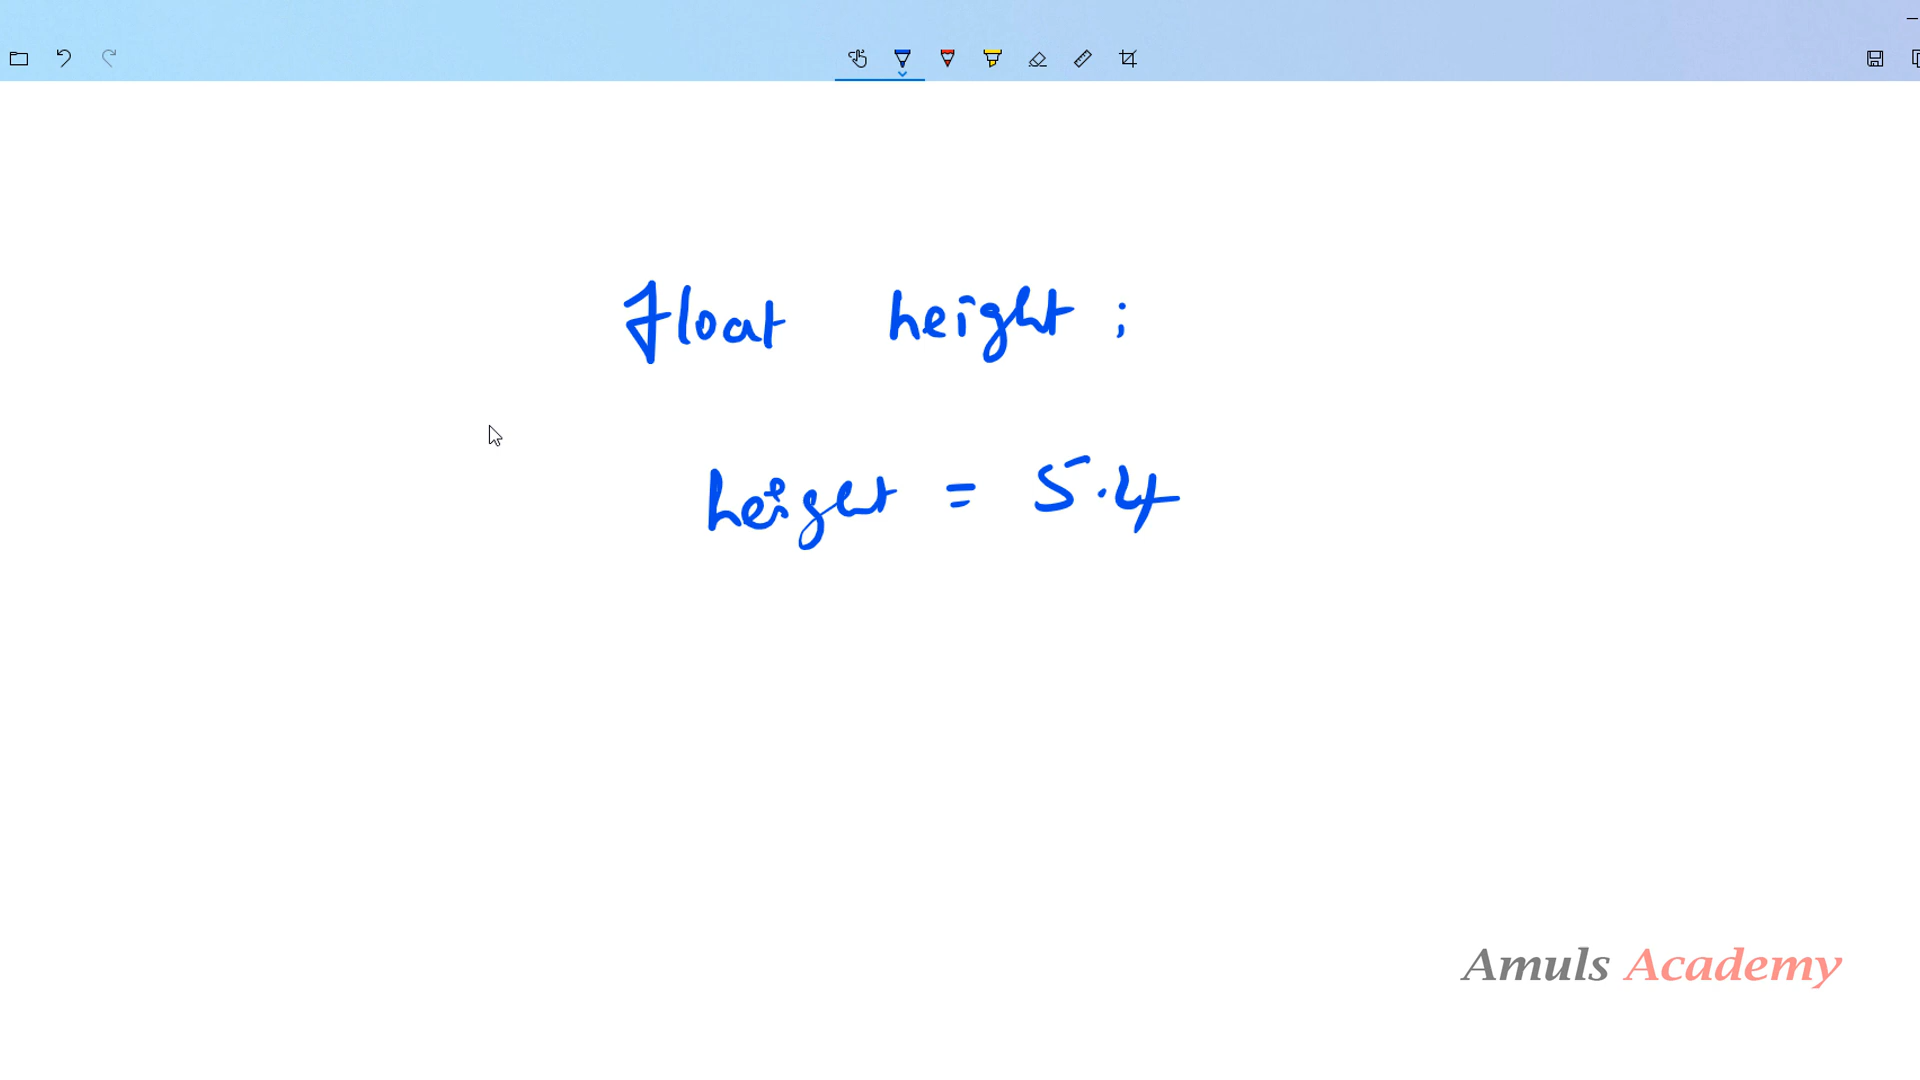 float height ;
height = 5.4
Amuls Academy